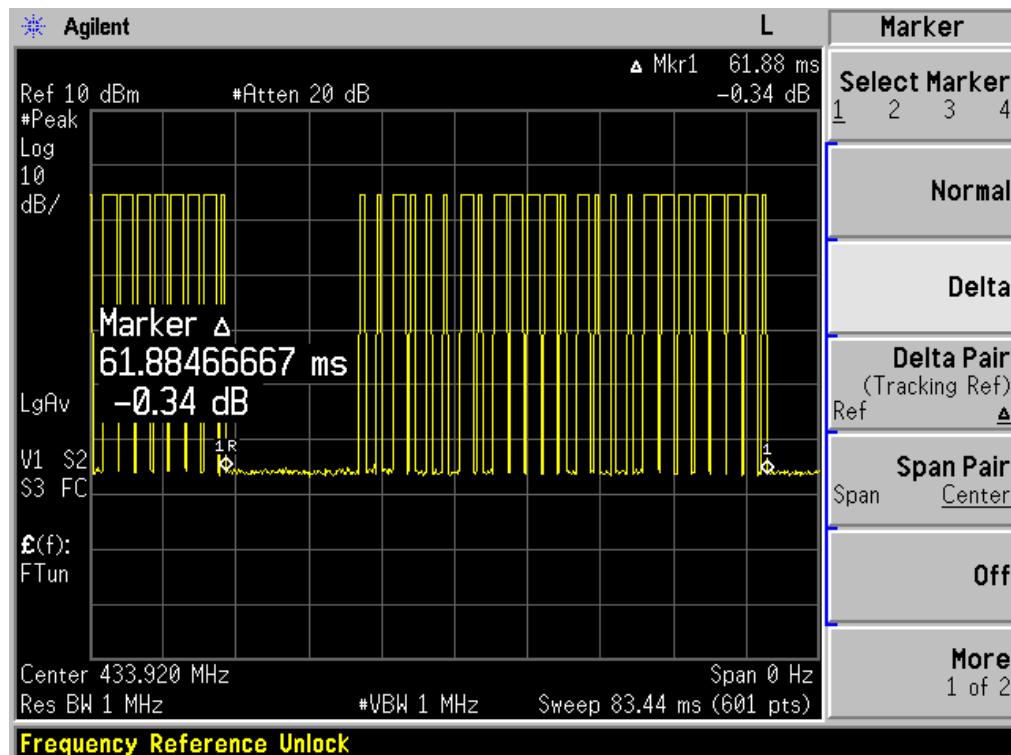 Agilent L
Δ Mkr1 61.88 ms
Ref 10 dBm #Atten 20 dB -0.34 dB
#Peak
Log
10
dB/
Marker Δ
61.88466667 ms
-0.34 dB
LgAv
1R
1
V1 S2
S3 FC
£(f):
FTun
Center 433.920 MHz Span 0 Hz
Res BW 1 MHz #VBW 1 MHz Sweep 83.44 ms (601 pts)
Frequency Reference Unlock
Marker
Select Marker
1 2 3 4
Normal
Delta
Delta Pair
(Tracking Ref)
Ref Δ
Span Pair
Span Center
Off
More
1 of 2